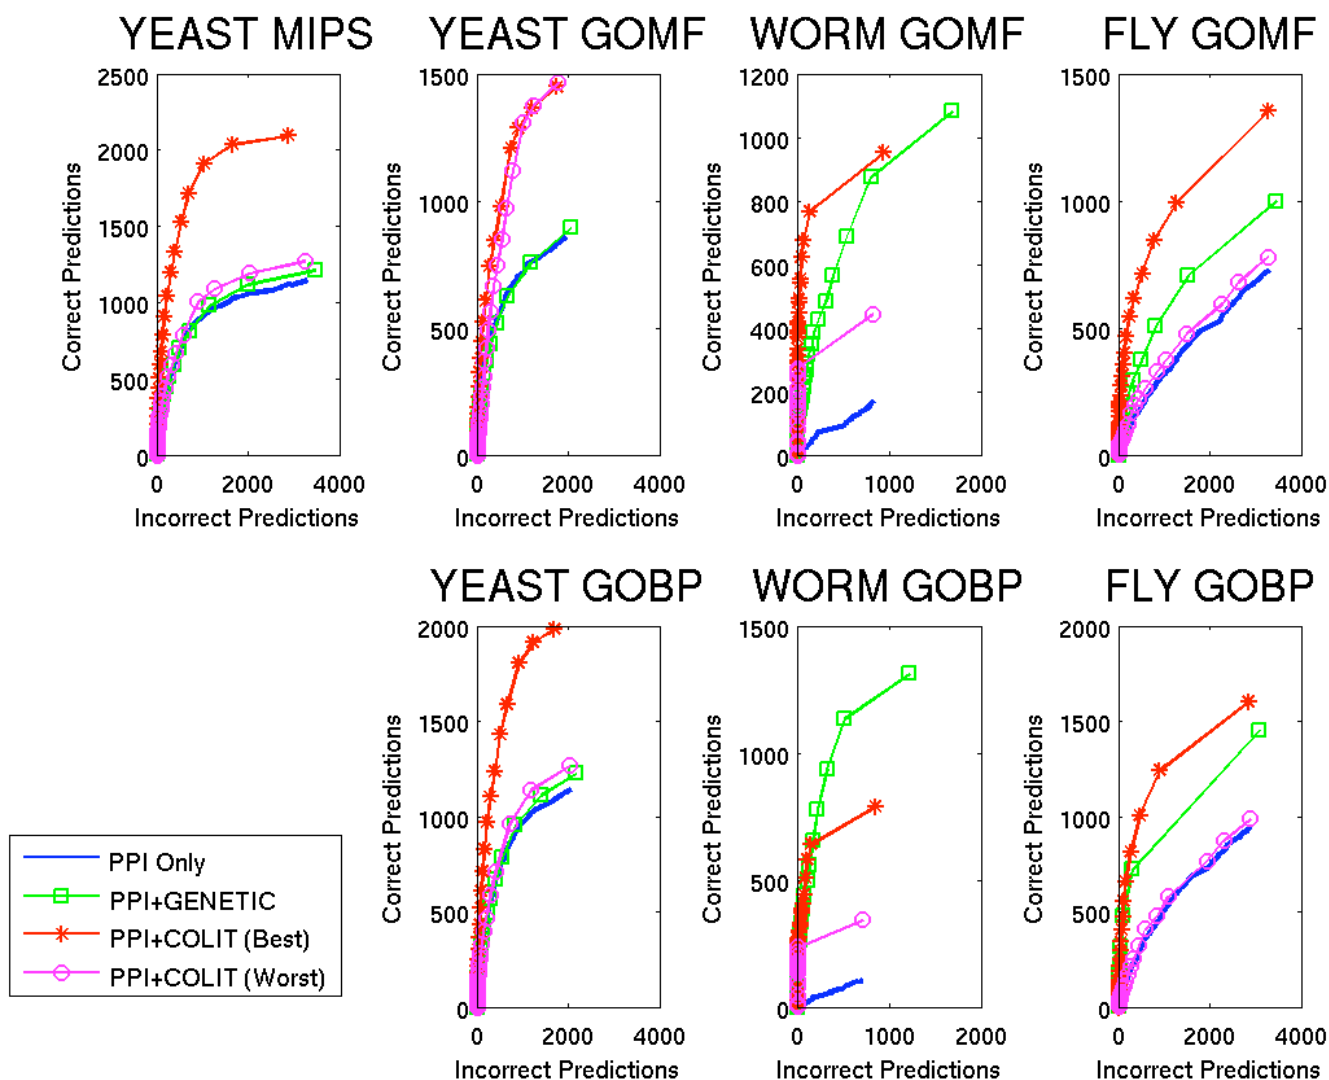 YEAST MIPS YEAST GOMF WORM GOMF FLY GOMF
2500 1500 1200
2000 1000 1000
1500 800
1000 500 600
500 400
0 0 200
0
1500
1000
500
0
Correct Predictions Correct Predictions Correct Predictions Correct Predictions
0 2000 4000 0 2000 4000 0 1000 2000 0 2000 4000
Incorrect Predictions Incorrect Predictions Incorrect Predictions Incorrect Predictions
YEAST GOBP WORM GOBP FLY GOBP
2000 1500 2000
1500 1000 1500
1000 500 1000
500 0 500
0 0
Correct Predictions Correct Predictions Correct Predictions
0 2000 4000 0 1000 2000 0 2000 4000
Incorrect Predictions Incorrect Predictions Incorrect Predictions
PPI Only
PPI+GENETIC
PPI+COLIT (Best)
PPI+COLIT (Worst)